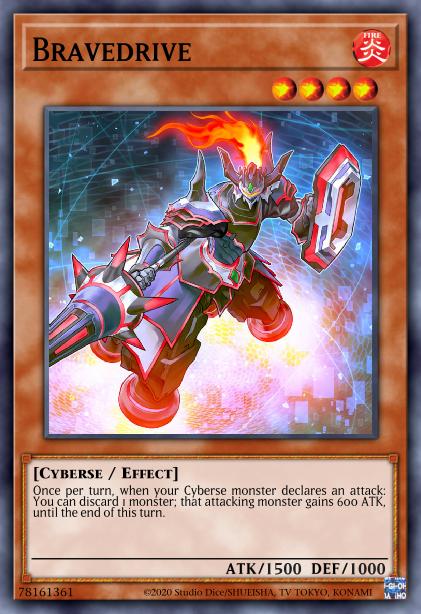 BRAVEDRIVE
FIRE
炎
[CYBERSE / EFFECT]
Once per turn, when your Cyberse monster declares an attack:
You can discard 1 monster; that attacking monster gains 600 ATK,
until the end of this turn.
ATK/1500 DEF/1000
78161361
©2020 Studio Dice/SHUEISHA, TV TOKYO, KONAMI